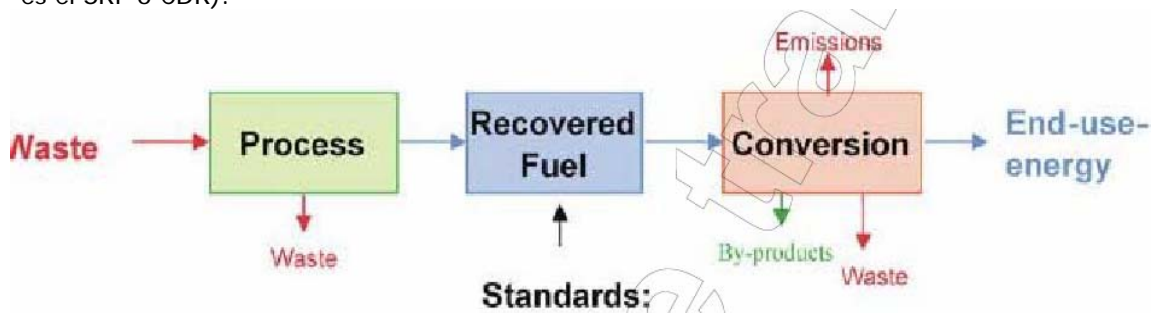 es el SRF o CDR):
Emissions
Waste
Process
Recovered
Fuel
Conversion
End-use-
energy
Waste
By-products
Waste
Standards: